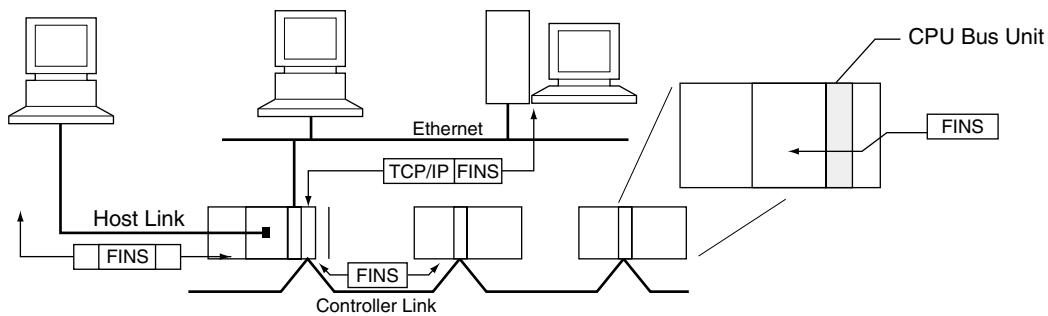 CPU Bus Unit
Ethernet
FINS
TCP/IP FINS
Host Link
FINS
FINS
Controller Link